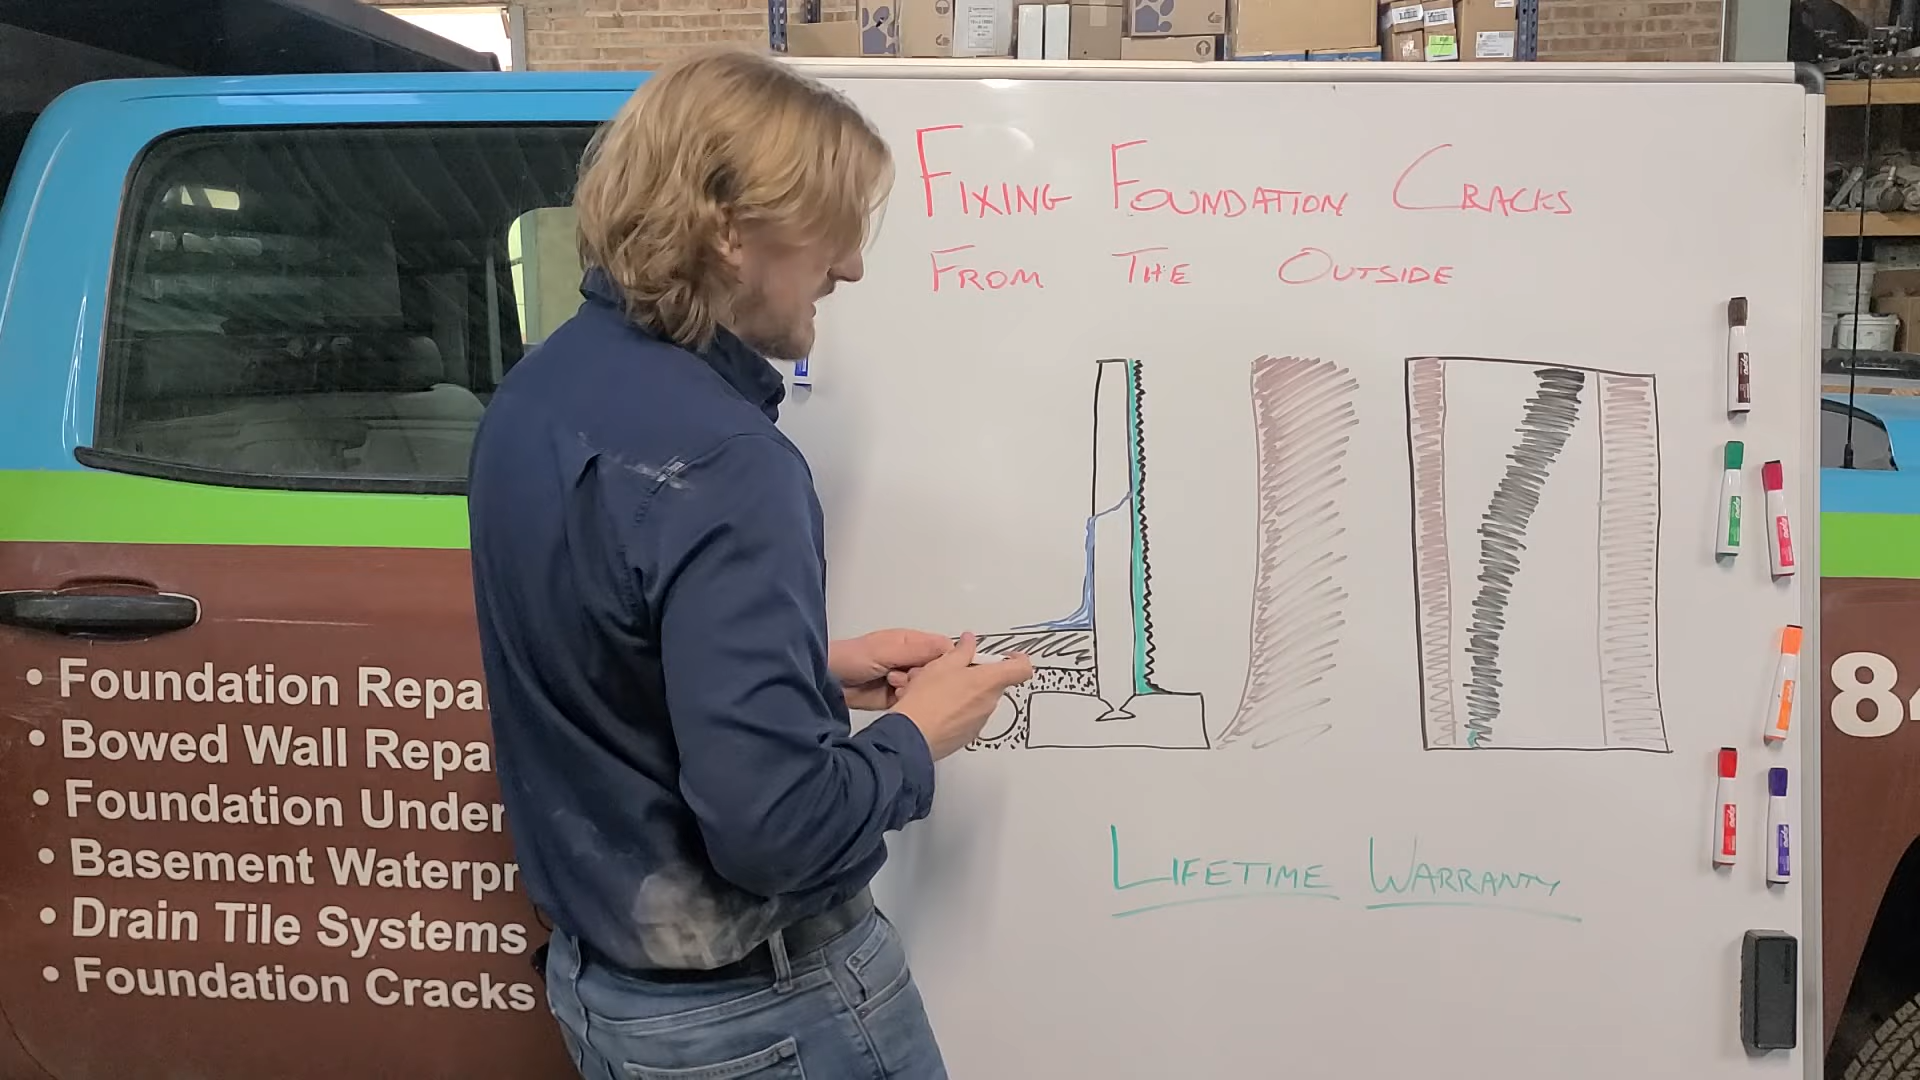 FIXING FOUNDATION CRACKS
FROM THE OUTSIDE
LIFETIME WARRANTY
• Foundation Repa
• Bowed Wall Repa
• Foundation Under
• Basement Waterpr
• Drain Tile Systems
• Foundation Cracks
84